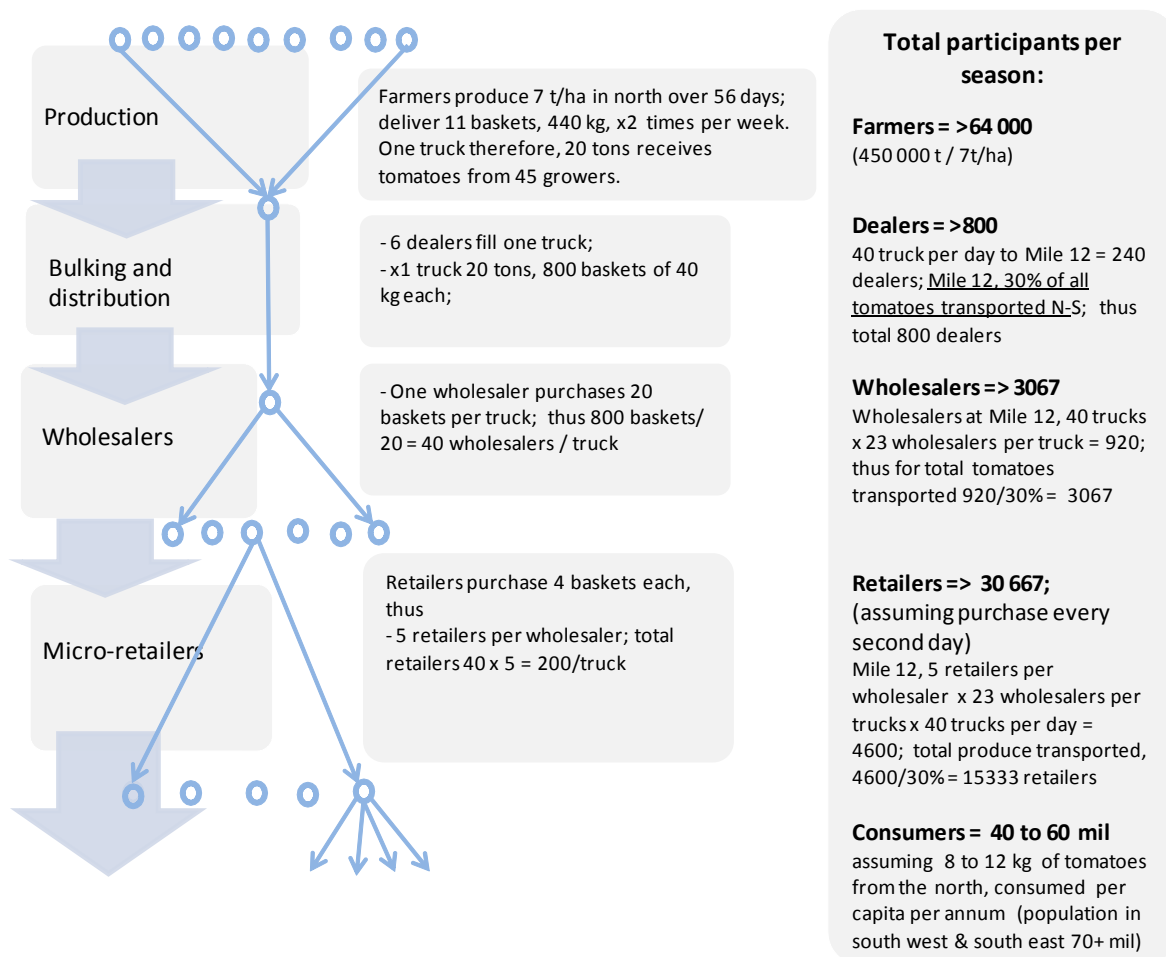 Production
Farmers produce 7 t/ha in north over 56 days;
deliver 11 baskets, 440 kg, x2 times per week.
One truck therefore, 20 tons receives
tomatoes from 45 growers.
Bulking and
distribution
- 6 dealers fill one truck;
- x1 truck 20 tons, 800 baskets of 40
kg each;
Wholesalers
- One wholesaler purchases 20
baskets per truck; thus 800 baskets/
20 = 40 wholesalers / truck
Micro-retailers
Retailers purchase 4 baskets each,
thus
- 5 retailers per wholesaler; total
retailers 40 x 5 = 200/truck
Total participants per
season:
Farmers = >64 000
(450 000 t / 7t/ha)
Dealers = >800
40 truck per day to Mile 12 = 240
dealers; Mile 12, 30% of all
tomatoes transported N-S; thus
total 800 dealers
Wholesalers => 3067
Wholesalers at Mile 12, 40 trucks
x 23 wholesalers per truck = 920;
thus for total tomatoes
transported 920/30% = 3067
Retailers => 30 667;
(assuming purchase every
second day)
Mile 12, 5 retailers per
wholesaler x 23 wholesalers per
trucks x 40 trucks per day =
4600; total produce transported,
4600/30% = 15333 retailers
Consumers = 40 to 60 mil
assuming 8 to 12 kg of tomatoes
from the north, consumed per
capita per annum (population in
south west & south east 70+ mil)